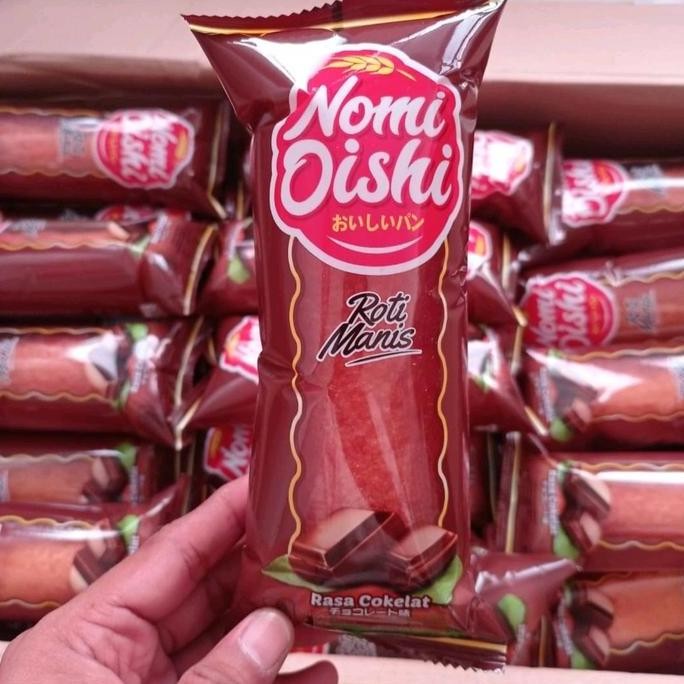 Nomi
Oishi
おいしいパン
Roti
Manis
Rasa Cokelat
チョコレート味